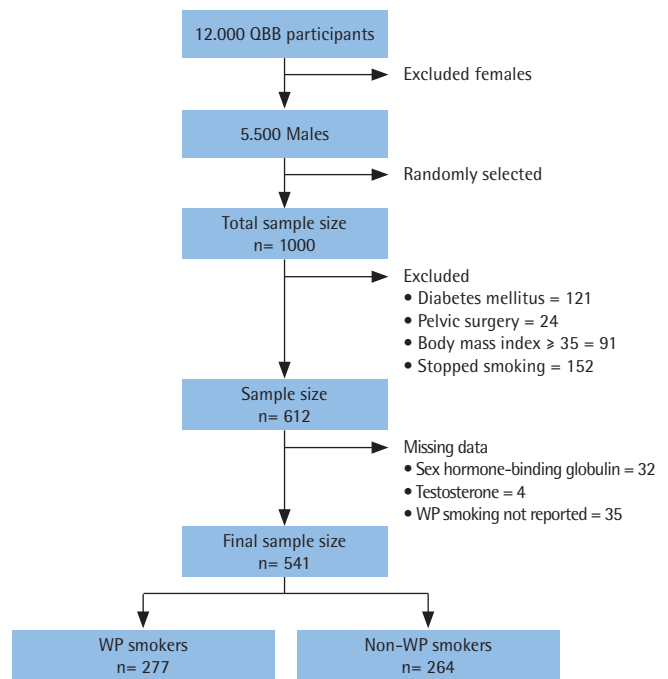 12.000 QBB participants
Excluded females
5.500 Males
Randomly selected
Total sample size
n= 1000
Excluded
• Diabetes mellitus = 121
• Pelvic surgery = 24
• Body mass index ⩾ 35 = 91
• Stopped smoking = 152
Sample size
n= 612
Missing data
• Sex hormone-binding globulin = 32
• Testosterone = 4
• WP smoking not reported = 35
Final sample size
n= 541
WP smokers
n= 277
Non-WP smokers
n= 264